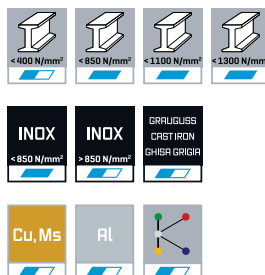 <400 N/mm² <850 N/mm² <1100 N/mm² <1300 N/mm²
INOX INOX GRAUGUSS
CAST IRON
GHISA GRIGIA
<850 N/mm² >850 N/mm²
Cu, Ms Al